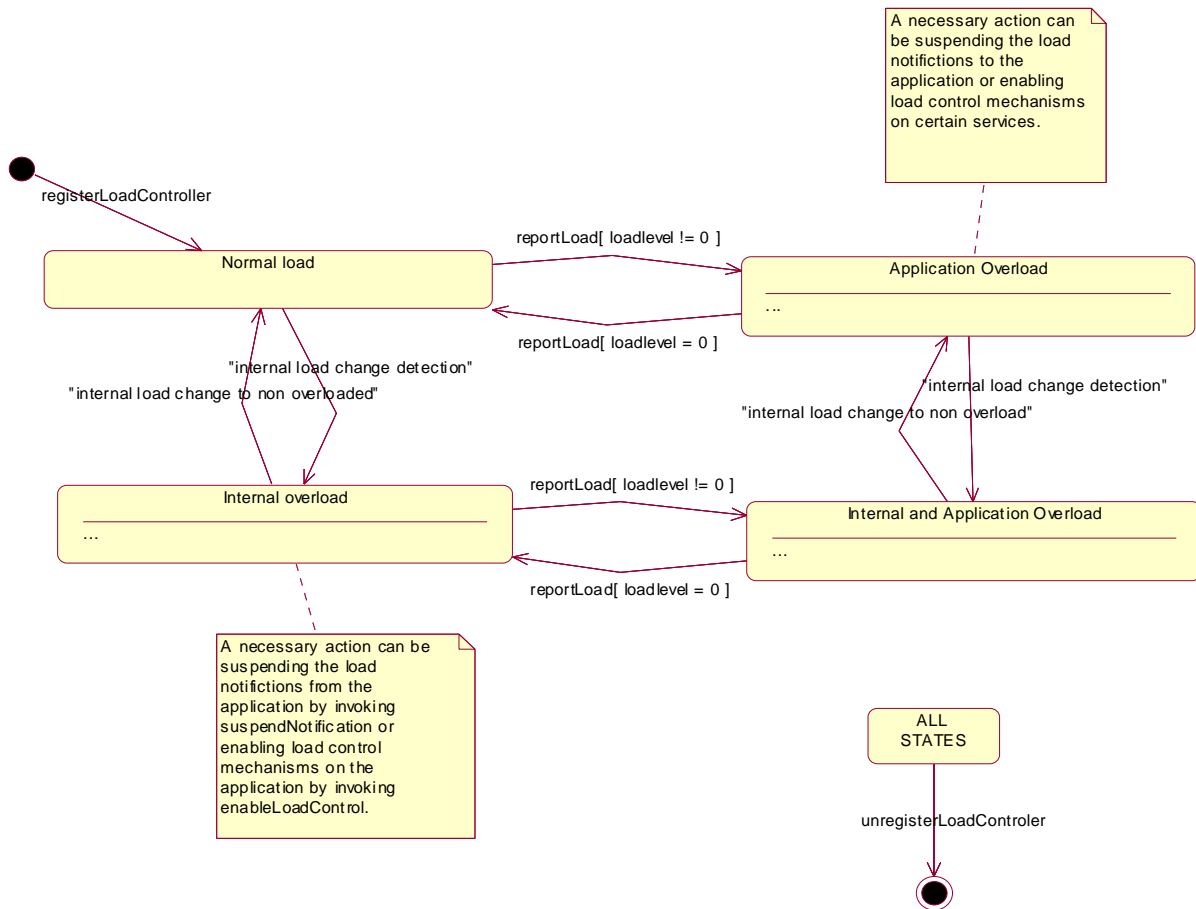 A necessary action can
be suspending the load
notifictions to the
application or enabling
load control mechanisms
on certain services.
registerLoadController
reportLoad[ loadlevel != 0 ]
Normal load
Application Overload
...
reportLoad[ loadlevel = 0 ]
"internal load change detection"
"internal load change to non overloaded"
"internal load change detection"
"internal load change to non overload"
reportLoad[ loadlevel != 0 ]
Internal overload
...
Internal and Application Overload
...
reportLoad[ loadlevel = 0 ]
A necessary action can be
suspending the load
notifictions from the
application by invoking
suspendNotification or
enabling load control
mechanisms on the
application by invoking
enableLoadControl.
ALL
STATES
unregisterLoadControler